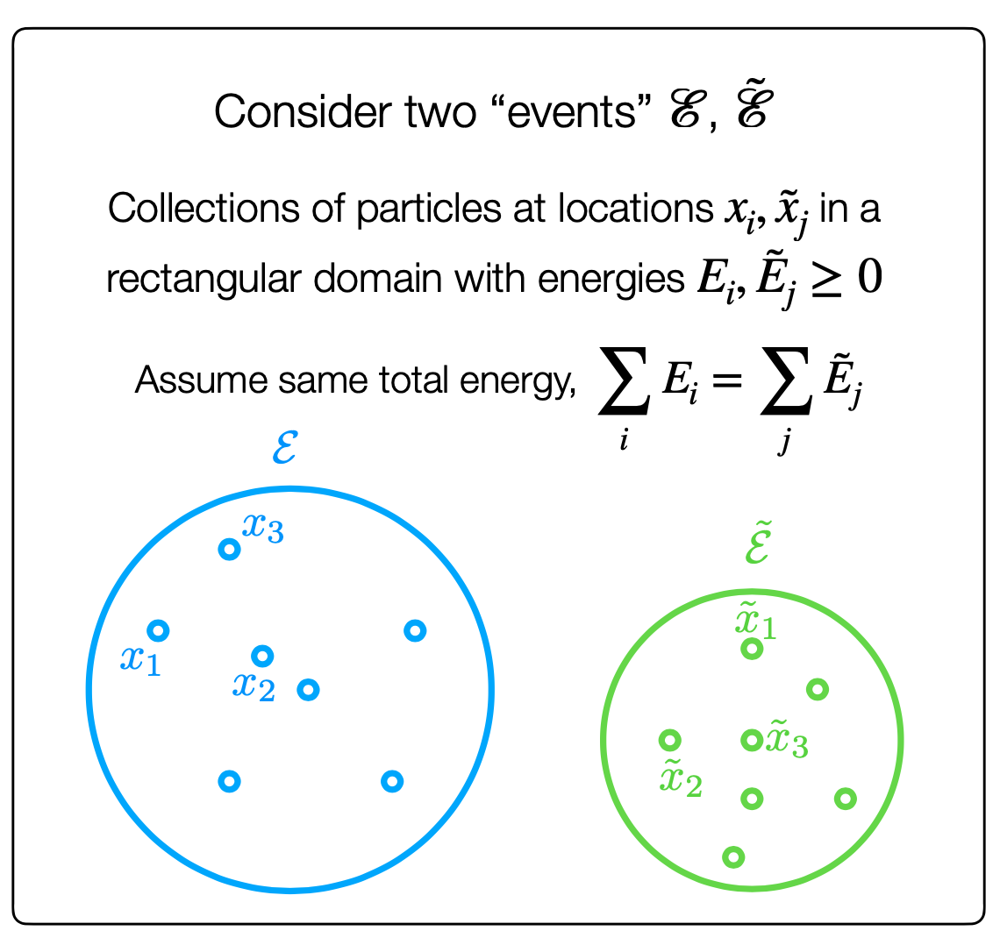 Consider two “events” ℰ, ℰ̃
Collections of particles at locations xᵢ, x̃ⱼ in a
rectangular domain with energies Eᵢ, Ẽⱼ ≥ 0
Assume same total energy, ∑ᵢ Eᵢ = ∑ⱼ Ẽⱼ
ℰ
x₃
x₁
x₂
ℰ̃
x̃₁
x̃₃
x̃₂